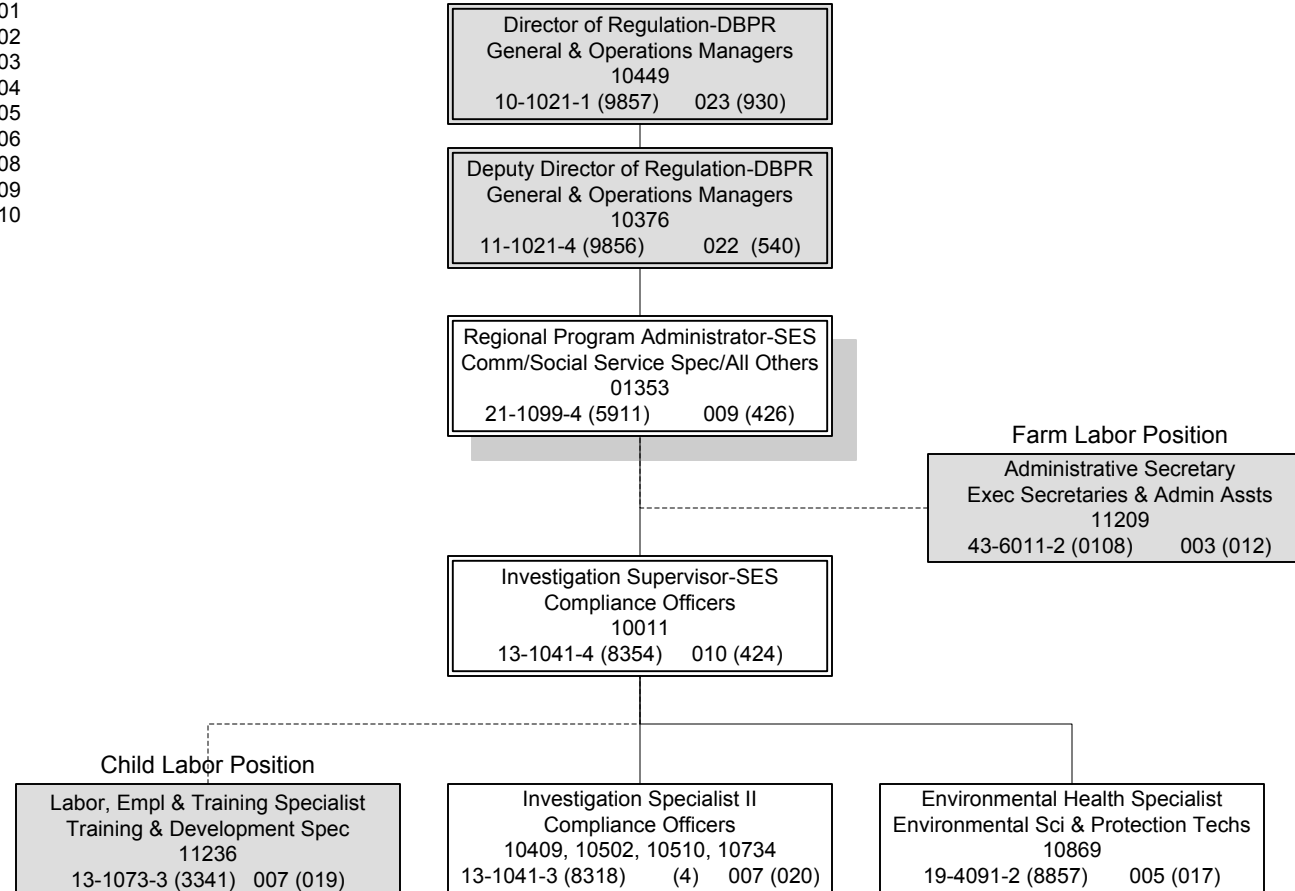 01
02
03
04
05
06
08
09
10
Director of Regulation-DBPR
General & Operations Managers
10449
10-1021-1 (9857) 023 (930)
Deputy Director of Regulation-DBPR
General & Operations Managers
10376
11-1021-4 (9856) 022 (540)
Regional Program Administrator-SES
Comm/Social Service Spec/All Others
01353
21-1099-4 (5911) 009 (426)
Farm Labor Position
Administrative Secretary
Exec Secretaries & Admin Assts
11209
43-6011-2 (0108) 003 (012)
Investigation Supervisor-SES
Compliance Officers
10011
13-1041-4 (8354) 010 (424)
Child Labor Position
Labor, Empl & Training Specialist
Training & Development Spec
11236
13-1073-3 (3341) 007 (019)
Investigation Specialist II
Compliance Officers
10409, 10502, 10510, 10734
13-1041-3 (8318) (4) 007 (020)
Environmental Health Specialist
Environmental Sci & Protection Techs
10869
19-4091-2 (8857) 005 (017)